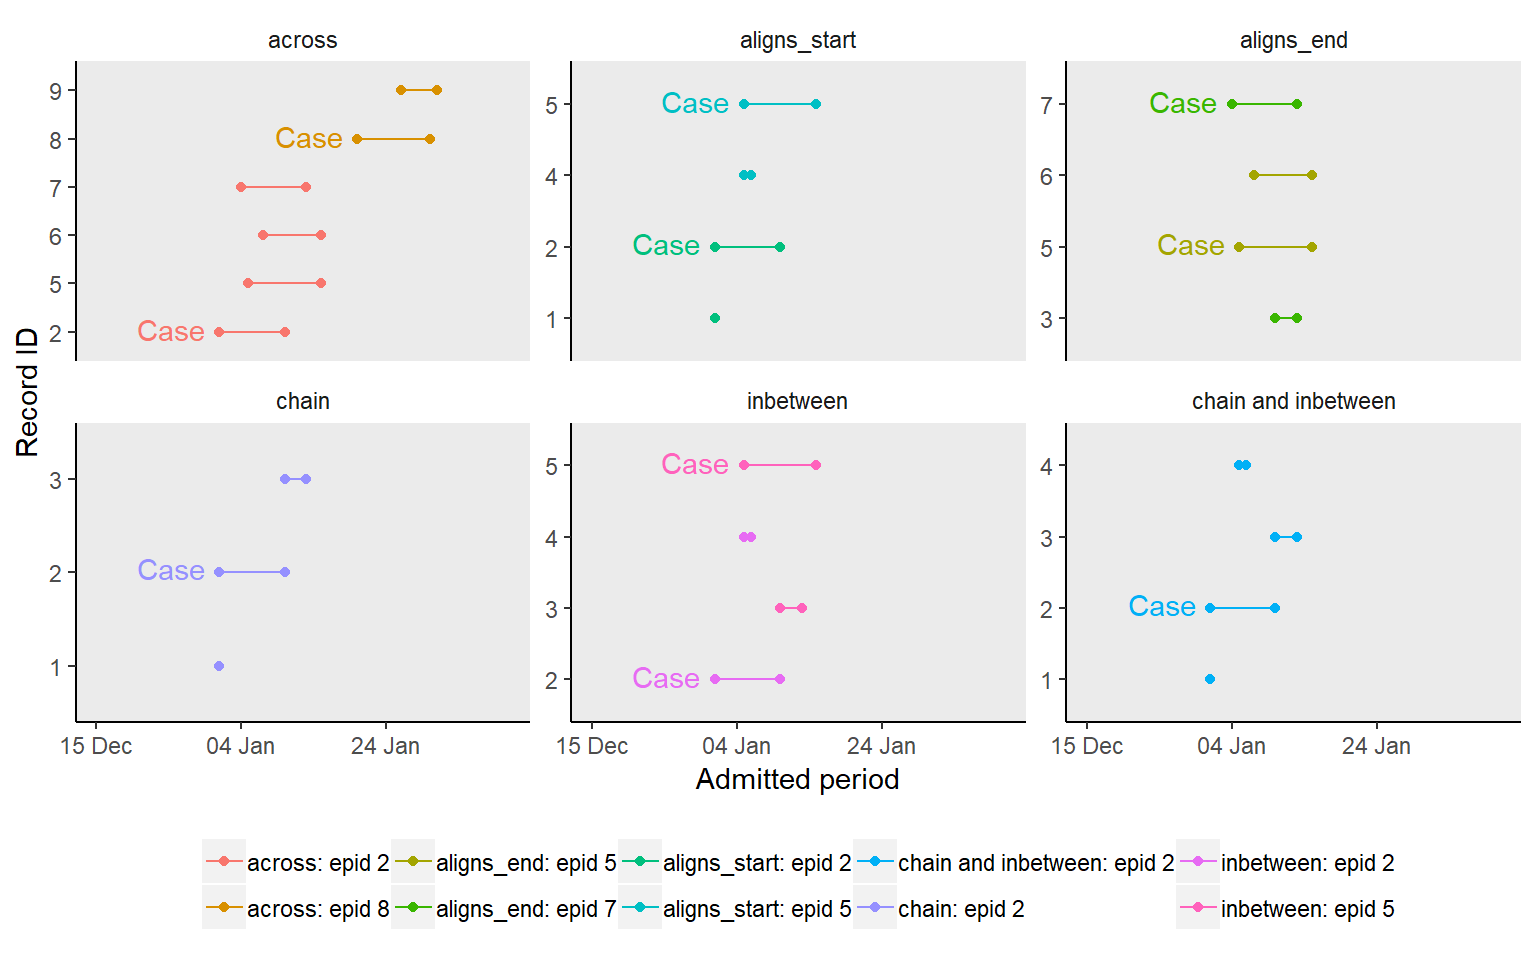 across
aligns_start
aligns_end
9
8
7
6
5
2
Case
Case
5
4
2
1
Case
Case
7
6
5
3
Case
Case
Record ID
chain
inbetween
chain and inbetween
3
2
1
Case
5
4
3
2
Case
Case
4
3
2
1
Case
15 Dec 04 Jan 24 Jan
15 Dec 04 Jan 24 Jan
15 Dec 04 Jan 24 Jan
Admitted period
across: epid 2 aligns_end: epid 5 aligns_start: epid 2 chain and inbetween: epid 2 inbetween: epid 2
across: epid 8 aligns_end: epid 7 aligns_start: epid 5 chain: epid 2 inbetween: epid 5